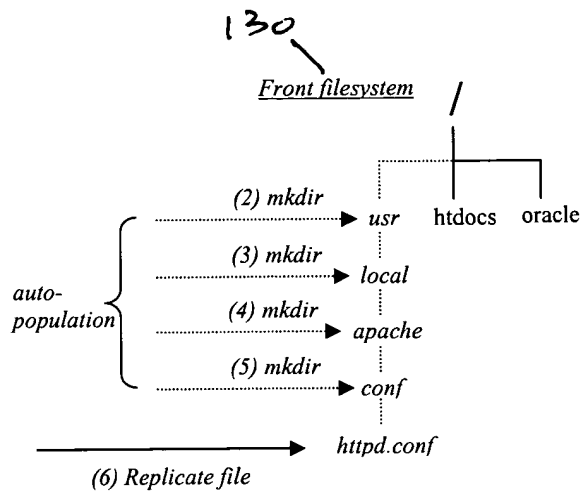 130
Front filesystem
/
(2) mkdir
usr
htdocs
oracle
(3) mkdir
local
auto-
population
(4) mkdir
apache
(5) mkdir
conf
httpd.conf
(6) Replicate file